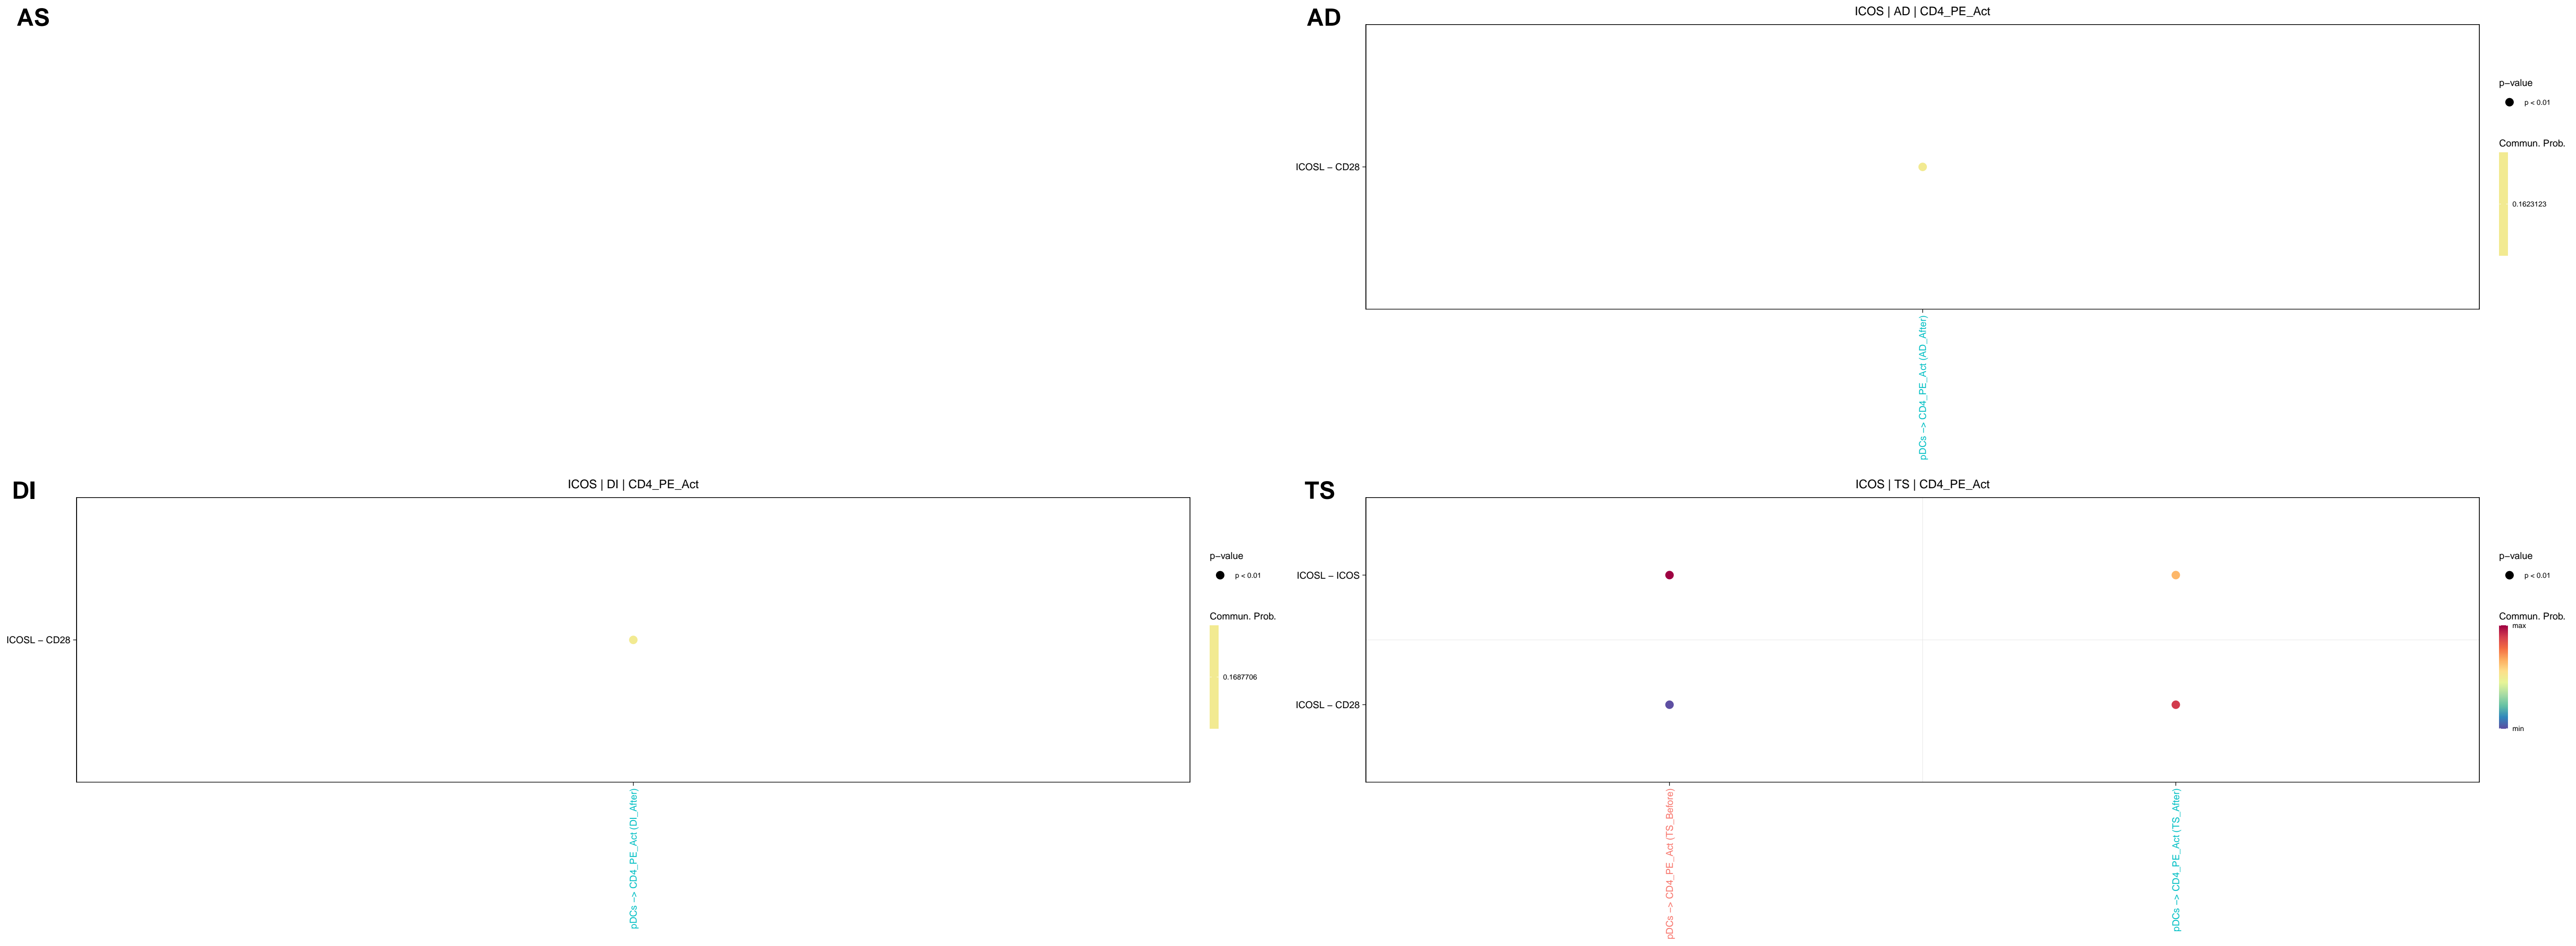 AS
AD
ICOS | AD | CD4_PE_Act
ICOSL − CD28
pDCs −> CD4_PE_Act (AD_After)
p−value
p < 0.01
Commun. Prob.
0.1623123
DI
ICOS | DI | CD4_PE_Act
ICOSL − CD28
pDCs −> CD4_PE_Act (DI_After)
p−value
p < 0.01
Commun. Prob.
0.1687706
TS
ICOS | TS | CD4_PE_Act
ICOSL − ICOS
ICOSL − CD28
pDCs −> CD4_PE_Act (TS_Before)
pDCs −> CD4_PE_Act (TS_After)
p−value
p < 0.01
Commun. Prob.
max
min